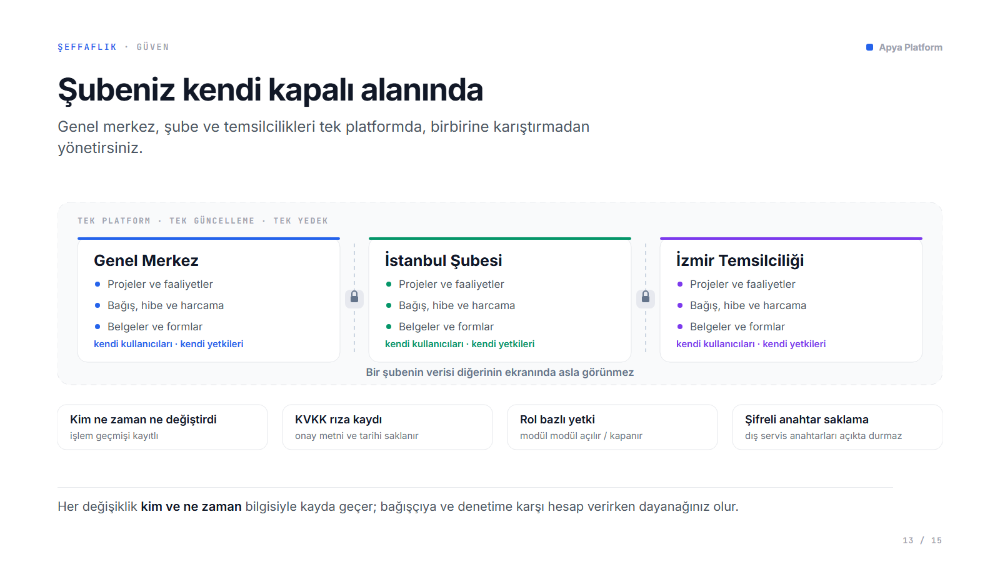 ŞEFFAFLIK · GÜVEN
Apya Platform
Şubeniz kendi kapalı alanında
Genel merkez, şube ve temsilcilikleri tek platformda, birbirine karıştırmadan
yönetirsiniz.
TEK PLATFORM · TEK GÜNCELLEME · TEK YEDEK
Genel Merkez
Projeler ve faaliyetler
Bağış, hibe ve harcama
Belgeler ve formlar
kendi kullanıcıları · kendi yetkileri
İstanbul Şubesi
Projeler ve faaliyetler
Bağış, hibe ve harcama
Belgeler ve formlar
kendi kullanıcıları · kendi yetkileri
İzmir Temsilciliği
Projeler ve faaliyetler
Bağış, hibe ve harcama
Belgeler ve formlar
kendi kullanıcıları · kendi yetkileri
Bir şubenin verisi diğerinin ekranında asla görünmez
Kim ne zaman ne değiştirdi
işlem geçmişi kayıtlı
KVKK rıza kaydı
onay metni ve tarihi saklanır
Rol bazlı yetki
modül modül açılır / kapanır
Şifreli anahtar saklama
dış servis anahtarları açıkta durmaz
Her değişiklik kim ve ne zaman bilgisiyle kayda geçer; bağışçıya ve denetime karşı hesap verirken dayanağınız olur.
13 / 15